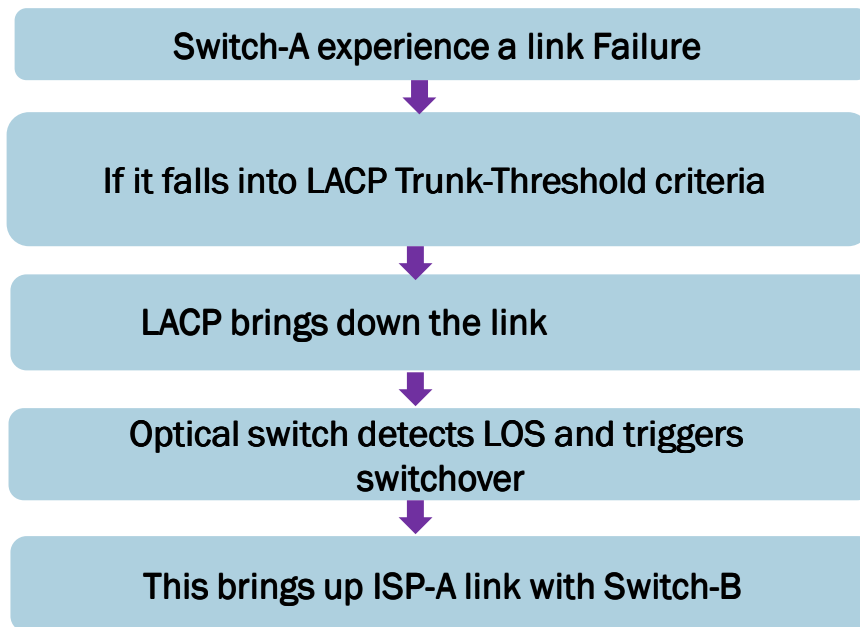 Switch-A experience a link Failure
If it falls into LACP Trunk-Threshold criteria
LACP brings down the link
Optical switch detects LOS and triggers
switchover
This brings up ISP-A link with Switch-B